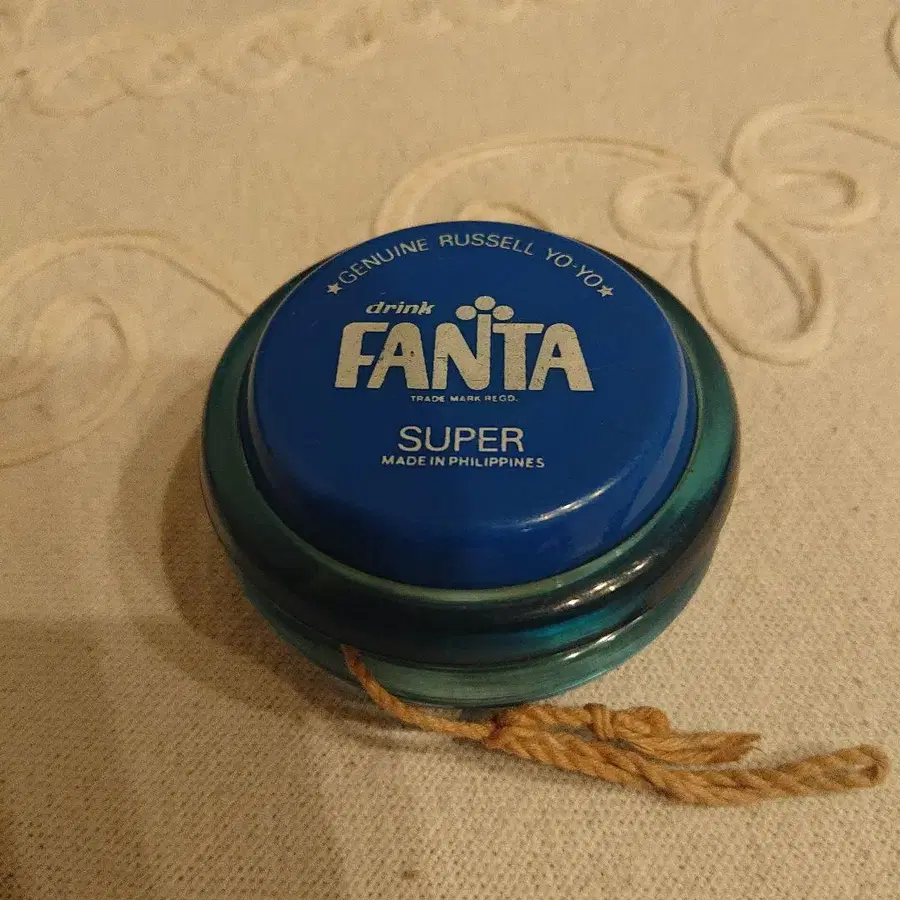 ★GENUINE RUSSELL YO-YO★
drink
FANTA
TRADE MARK REGD.
SUPER
MADE IN PHILIPPINES